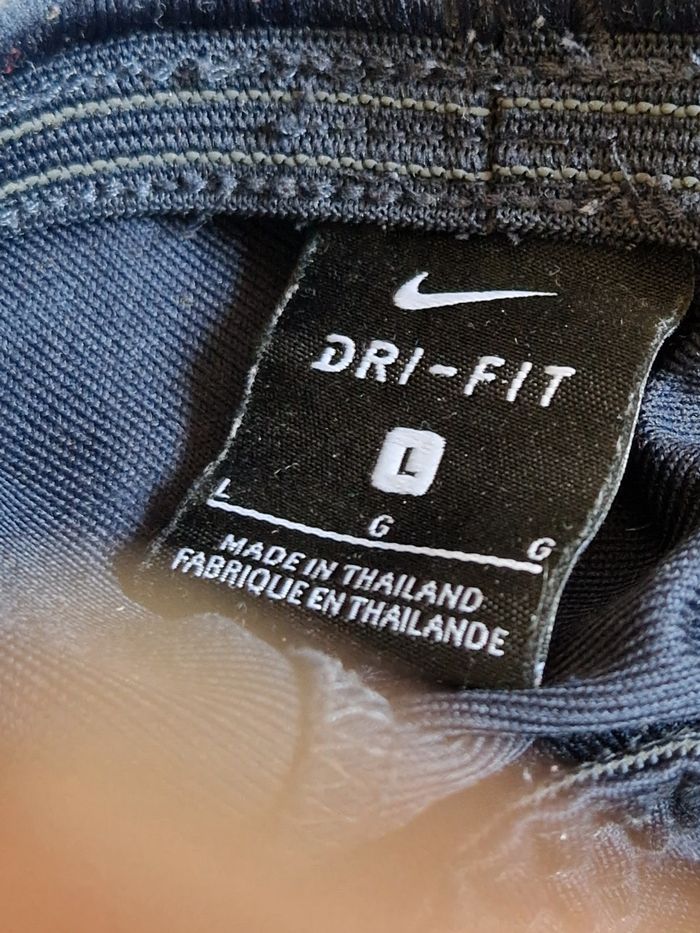 DRI-FIT
L
L G G
MADE IN THAILAND
FABRIQUE EN THAILANDE